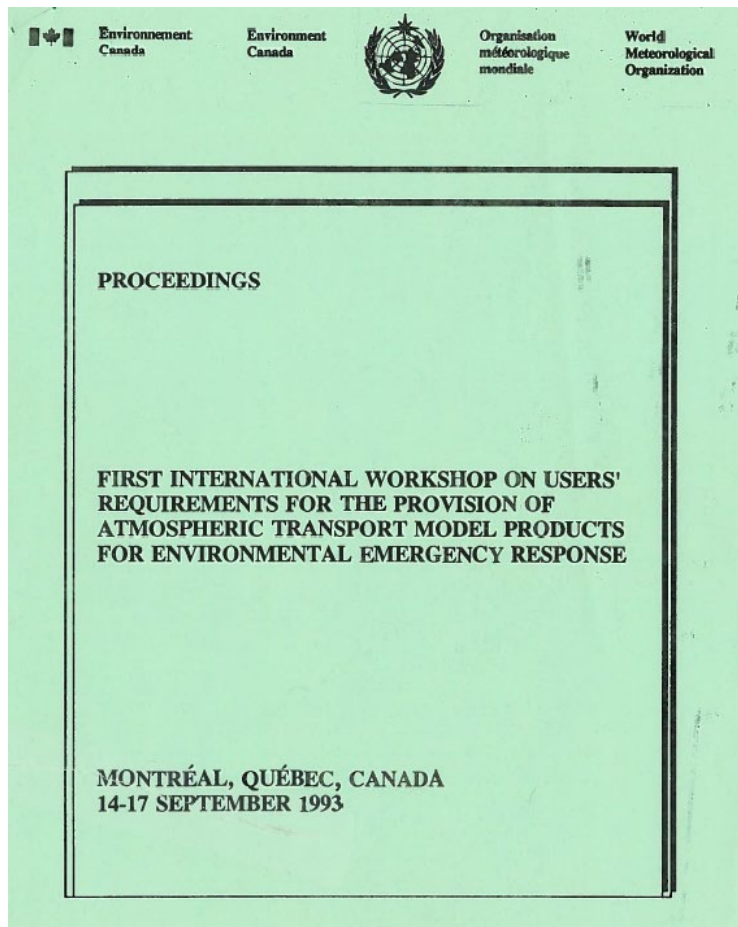 Environnement
Canada
Environment
Canada
Organisation
météorologique
mondiale
World
Meteorological
Organization
PROCEEDINGS
FIRST INTERNATIONAL WORKSHOP ON USERS'
REQUIREMENTS FOR THE PROVISION OF
ATMOSPHERIC TRANSPORT MODEL PRODUCTS
FOR ENVIRONMENTAL EMERGENCY RESPONSE
MONTRÉAL, QUÉBEC, CANADA
14-17 SEPTEMBER 1993